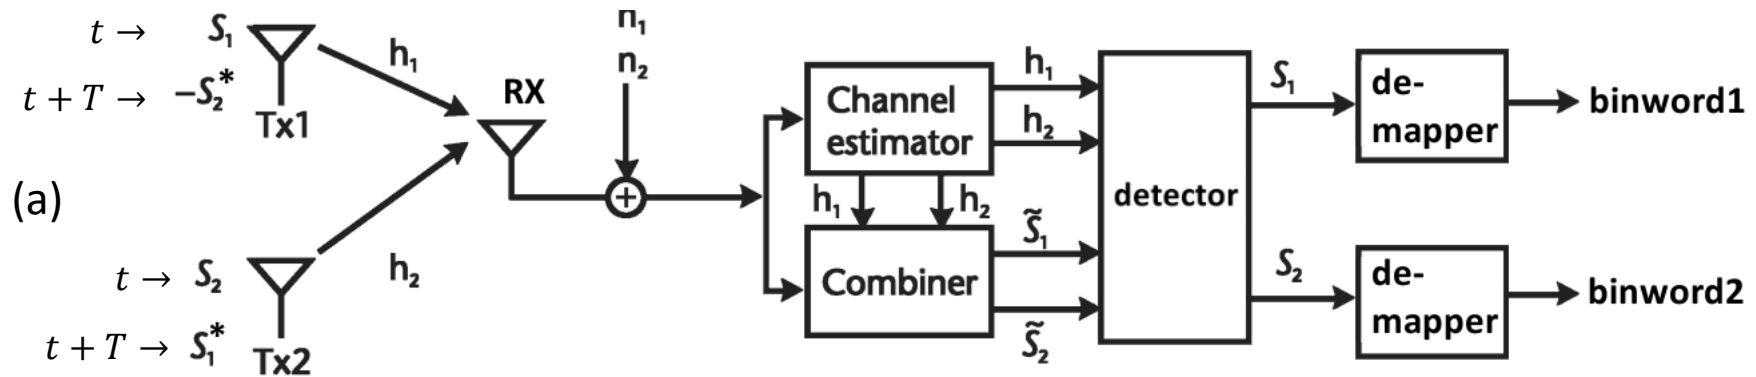 t → S₁
t + T → −S₂*
Tx1
h₁
RX
n₁
n₂
(a)
t → S₂
t + T → S₁*
Tx2
h₂
Channel
estimator
h₁
h₂
h₁
h₂
Combiner
S̃₁
S̃₂
detector
S₁
de-
mapper
binword1
S₂
de-
mapper
binword2